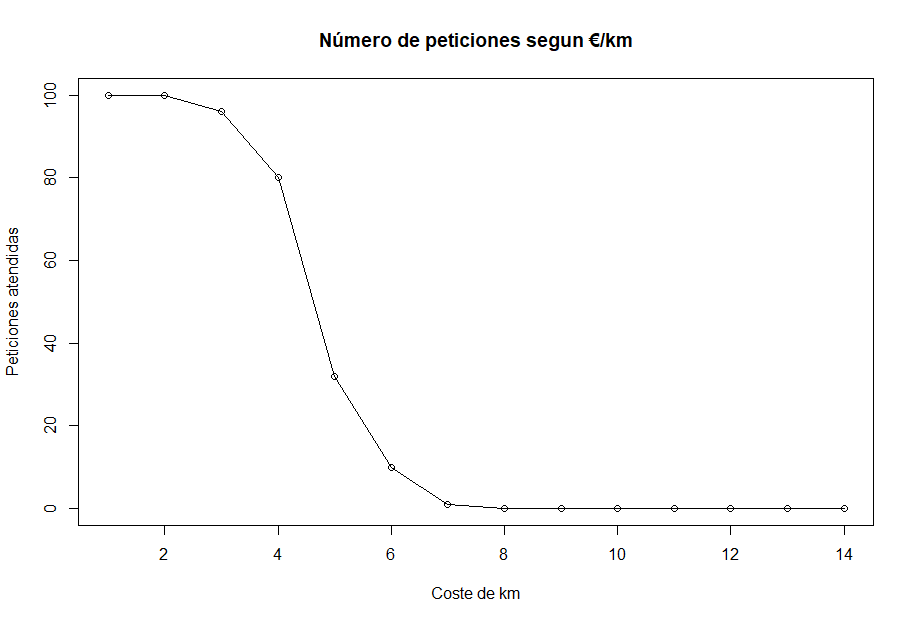 Número de peticiones segun €/km
Peticiones atendidas
100
80
60
40
20
0
2 4 6 8 10 12 14
Coste de km